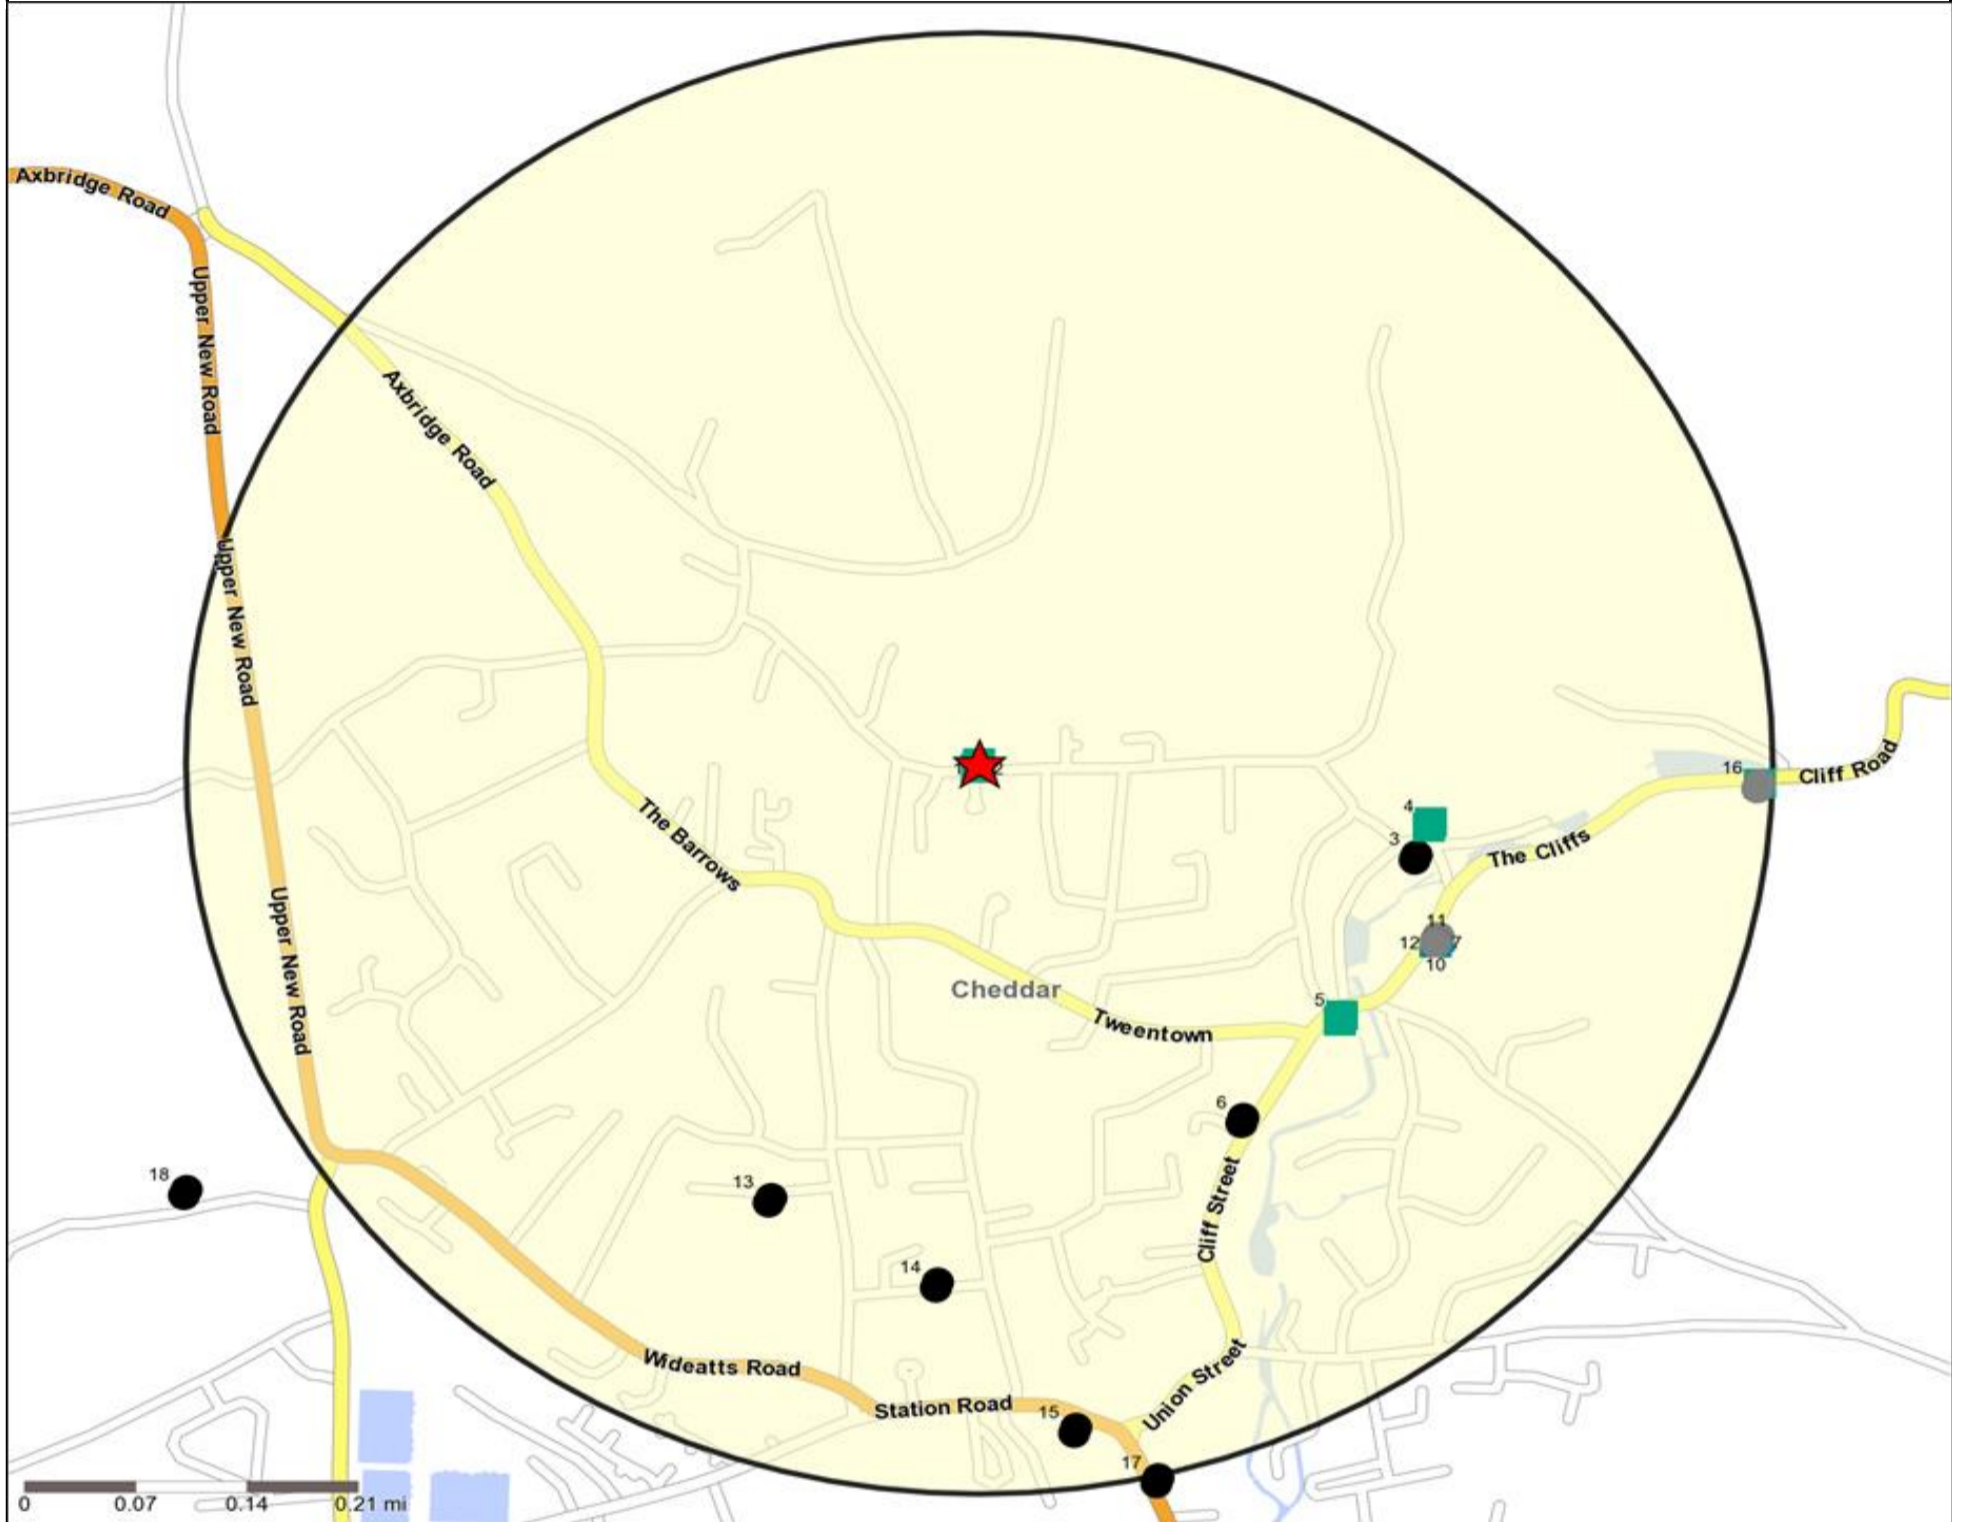 Axbridge Road
Upper New Road
Axbridge Road
Upper New Road
The Barrows
16
Cliff Road
4
3
The Cliffs
Upper New Road
11
12
7
10
Cheddar
5
Tweentown
6
18
13
Cliff Street
14
Wideatts Road
Union Street
Station Road
15
17
0
0.07
0.14
0.21 mi